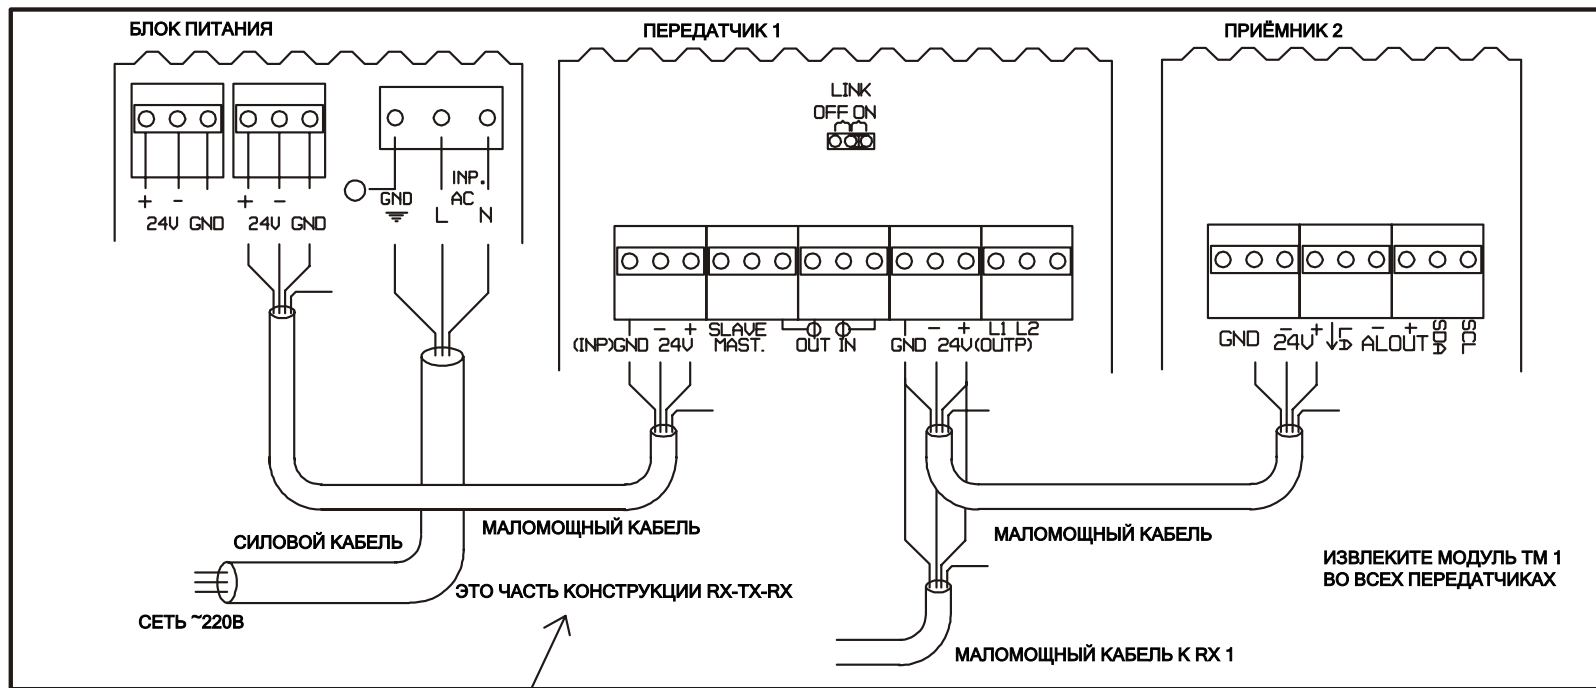 БЛОК ПИТАНИЯ
ПЕРЕДАТЧИК 1
ПРИЁМНИК 2
LINK
OFF ON
+ - 24V GND
+ - 24V GND
GND
INP.
AC
L N
(INP)GND - 24V +
SLAVE
MAST.
OUT IN
GND - 24V + (OUTP)
L1 L2
GND - 24V +
- ALOUT +
SDA
SCL
СИЛОВОЙ КАБЕЛЬ
МАЛОМОЩНЫЙ КАБЕЛЬ
МАЛОМОЩНЫЙ КАБЕЛЬ
ИЗВЛЕКИТЕ МОДУЛЬ ТМ 1
ВО ВСЕХ ПЕРЕДАТЧИКАХ
ЭТО ЧАСТЬ КОНСТРУКЦИИ RX-TX-RX
СЕТЬ ~220В
МАЛОМОЩНЫЙ КАБЕЛЬ К RX 1